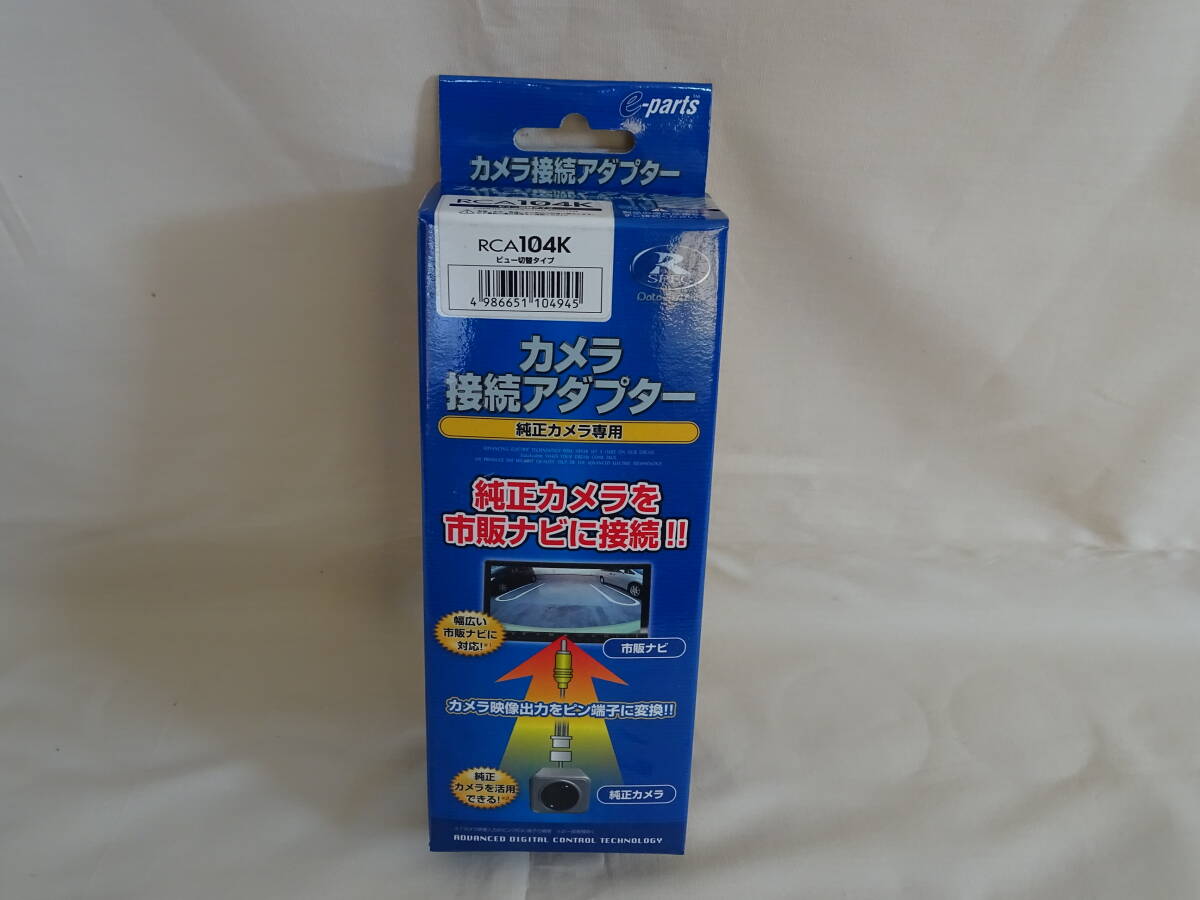 e-parts
カメラ接続アダプター
RCA104K
RCA104K
ビュー切替タイプ
4 986651 104945
R
SPEC
カメラ
接続アダプター
純正カメラ専用
純正カメラを
市販ナビに接続!!
幅広い
市販ナビに
対応!
市販ナビ
カメラ映像出力をピン端子に変換!!
純正
カメラを活用
できる!
純正カメラ
ADVANCED DIGITAL CONTROL TECHNOLOGY